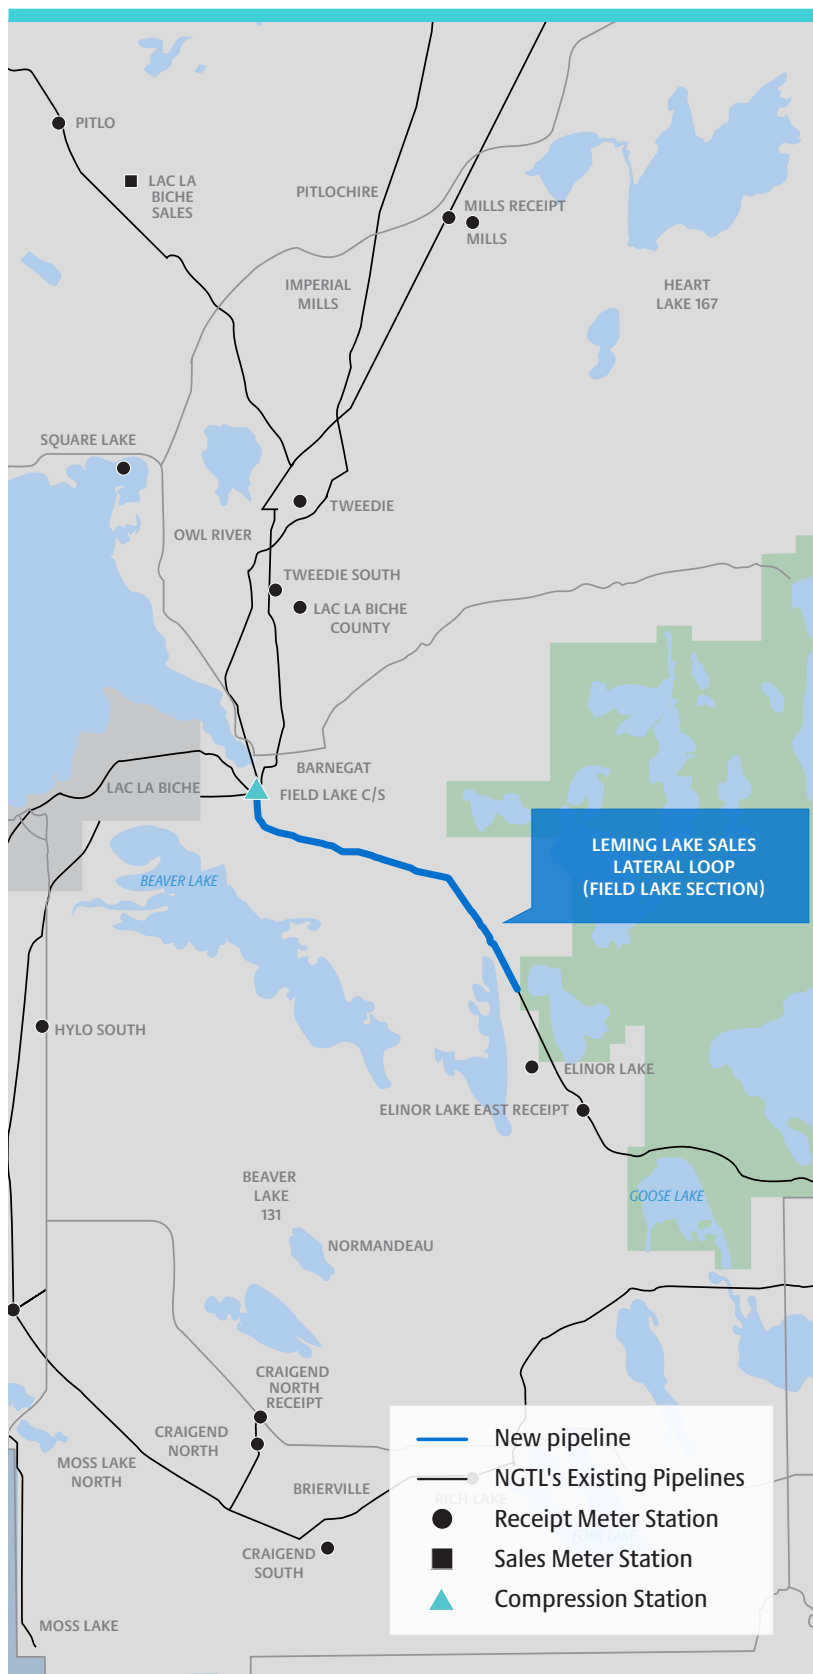 PITLO
LAC LA
BICHE
SALES
PITLOCHIRE
MILLS RECEIPT
MILLS
IMPERIAL
MILLS
HEART
LAKE 167
SQUARE LAKE
TWEEDIE
OWL RIVER
TWEEDIE SOUTH
LAC LA BICHE
COUNTY
BARNEGAT
LAC LA BICHE
FIELD LAKE C/S
LEMING LAKE SALES
LATERAL LOOP
(FIELD LAKE SECTION)
BEAVER LAKE
HYLO SOUTH
ELINOR LAKE
ELINOR LAKE EAST RECEIPT
BEAVER
LAKE
131
GOOSE LAKE
NORMANDEAU
CRAIGEND
NORTH
RECEIPT
CRAIGEND
NORTH
MOSS LAKE
NORTH
BRIERVILLE
RICH LAKE
CRAIGEND
SOUTH
FORK LAKE
MOSS LAKE
New pipeline
NGTL's Existing Pipelines
Receipt Meter Station
Sales Meter Station
Compression Station